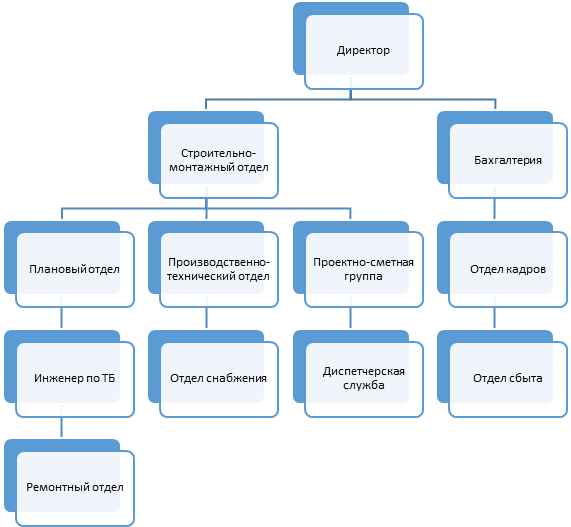 Директор
Строительно-
монтажный отдел
Бахгалтерия
Плановый отдел
Производственно-
технический отдел
Проектно-сметная
группа
Отдел кадров
Инженер по ТБ
Отдел снабжения
Диспетчерская
служба
Отдел сбыта
Ремонтный отдел